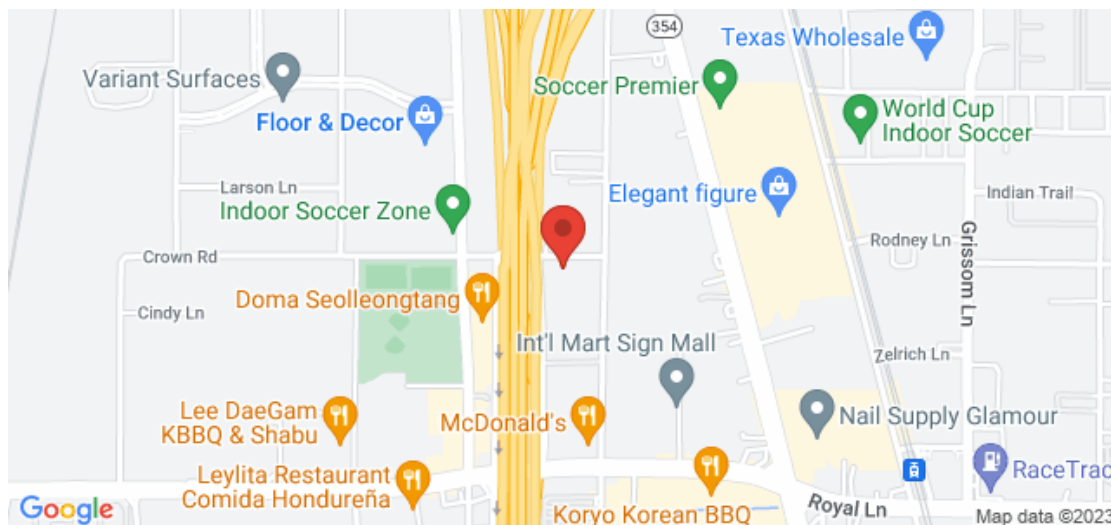 354
Texas Wholesale
Variant Surfaces
Soccer Premier
World Cup
Indoor Soccer
Floor & Decor
Larson Ln
Indoor Soccer Zone
Elegant figure
Indian Trail
Rodney Ln
Grissom Ln
Crown Rd
Doma Seolleongtang
Cindy Ln
Int'l Mart Sign Mall
Zelrich Ln
Lee DaeGam
KBBQ & Shabu
McDonald's
Nail Supply Glamour
Leylita Restaurant
Comida Hondureña
RaceTrac
Koryo Korean BBQ
Royal Ln
Google
Map data ©2023